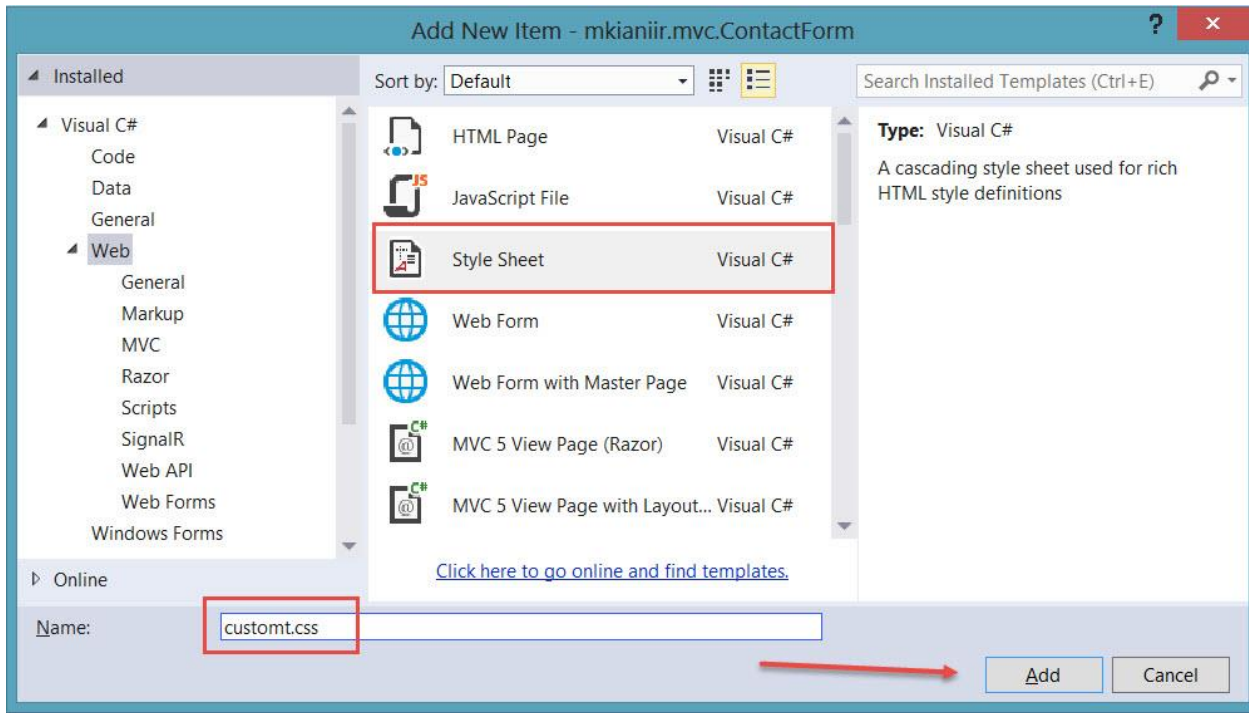 Add New Item - mkianiir.mvc.ContactForm
?
Installed
Sort by: Default
Search Installed Templates (Ctrl+E)
Visual C#
Code
Data
General
Web
General
Markup
MVC
Razor
Scripts
SignalR
Web API
Web Forms
Windows Forms
Online
HTML Page Visual C#
JS
JavaScript File Visual C#
Style Sheet Visual C#
Web Form Visual C#
Web Form with Master Page Visual C#
C#
@
MVC 5 View Page (Razor) Visual C#
C#
@
MVC 5 View Page with Layout... Visual C#
Click here to go online and find templates.
Type: Visual C#
A cascading style sheet used for rich
HTML style definitions
Name: customt.css
Add
Cancel